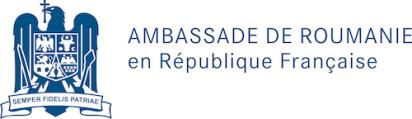 AMBASSADE DE ROUMANIE
en République Française
SEMPER FIDELIS PATRIAE